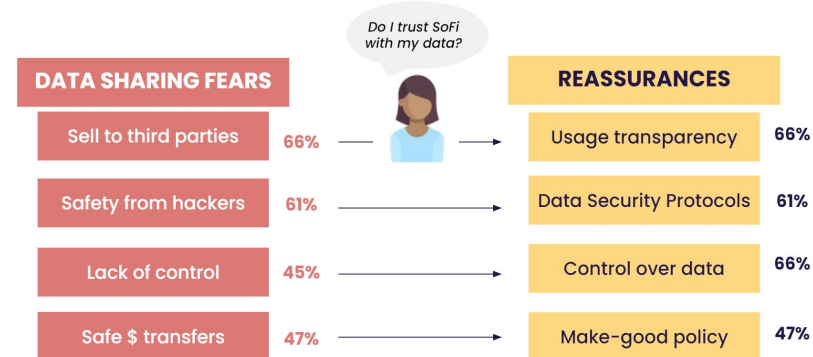 Do I trust SoFi
with my data?
DATA SHARING FEARS
REASSURANCES
Sell to third parties 66% Usage transparency 66%
Safety from hackers 61% Data Security Protocols 61%
Lack of control 45% Control over data 66%
Safe $ transfers 47% Make-good policy 47%